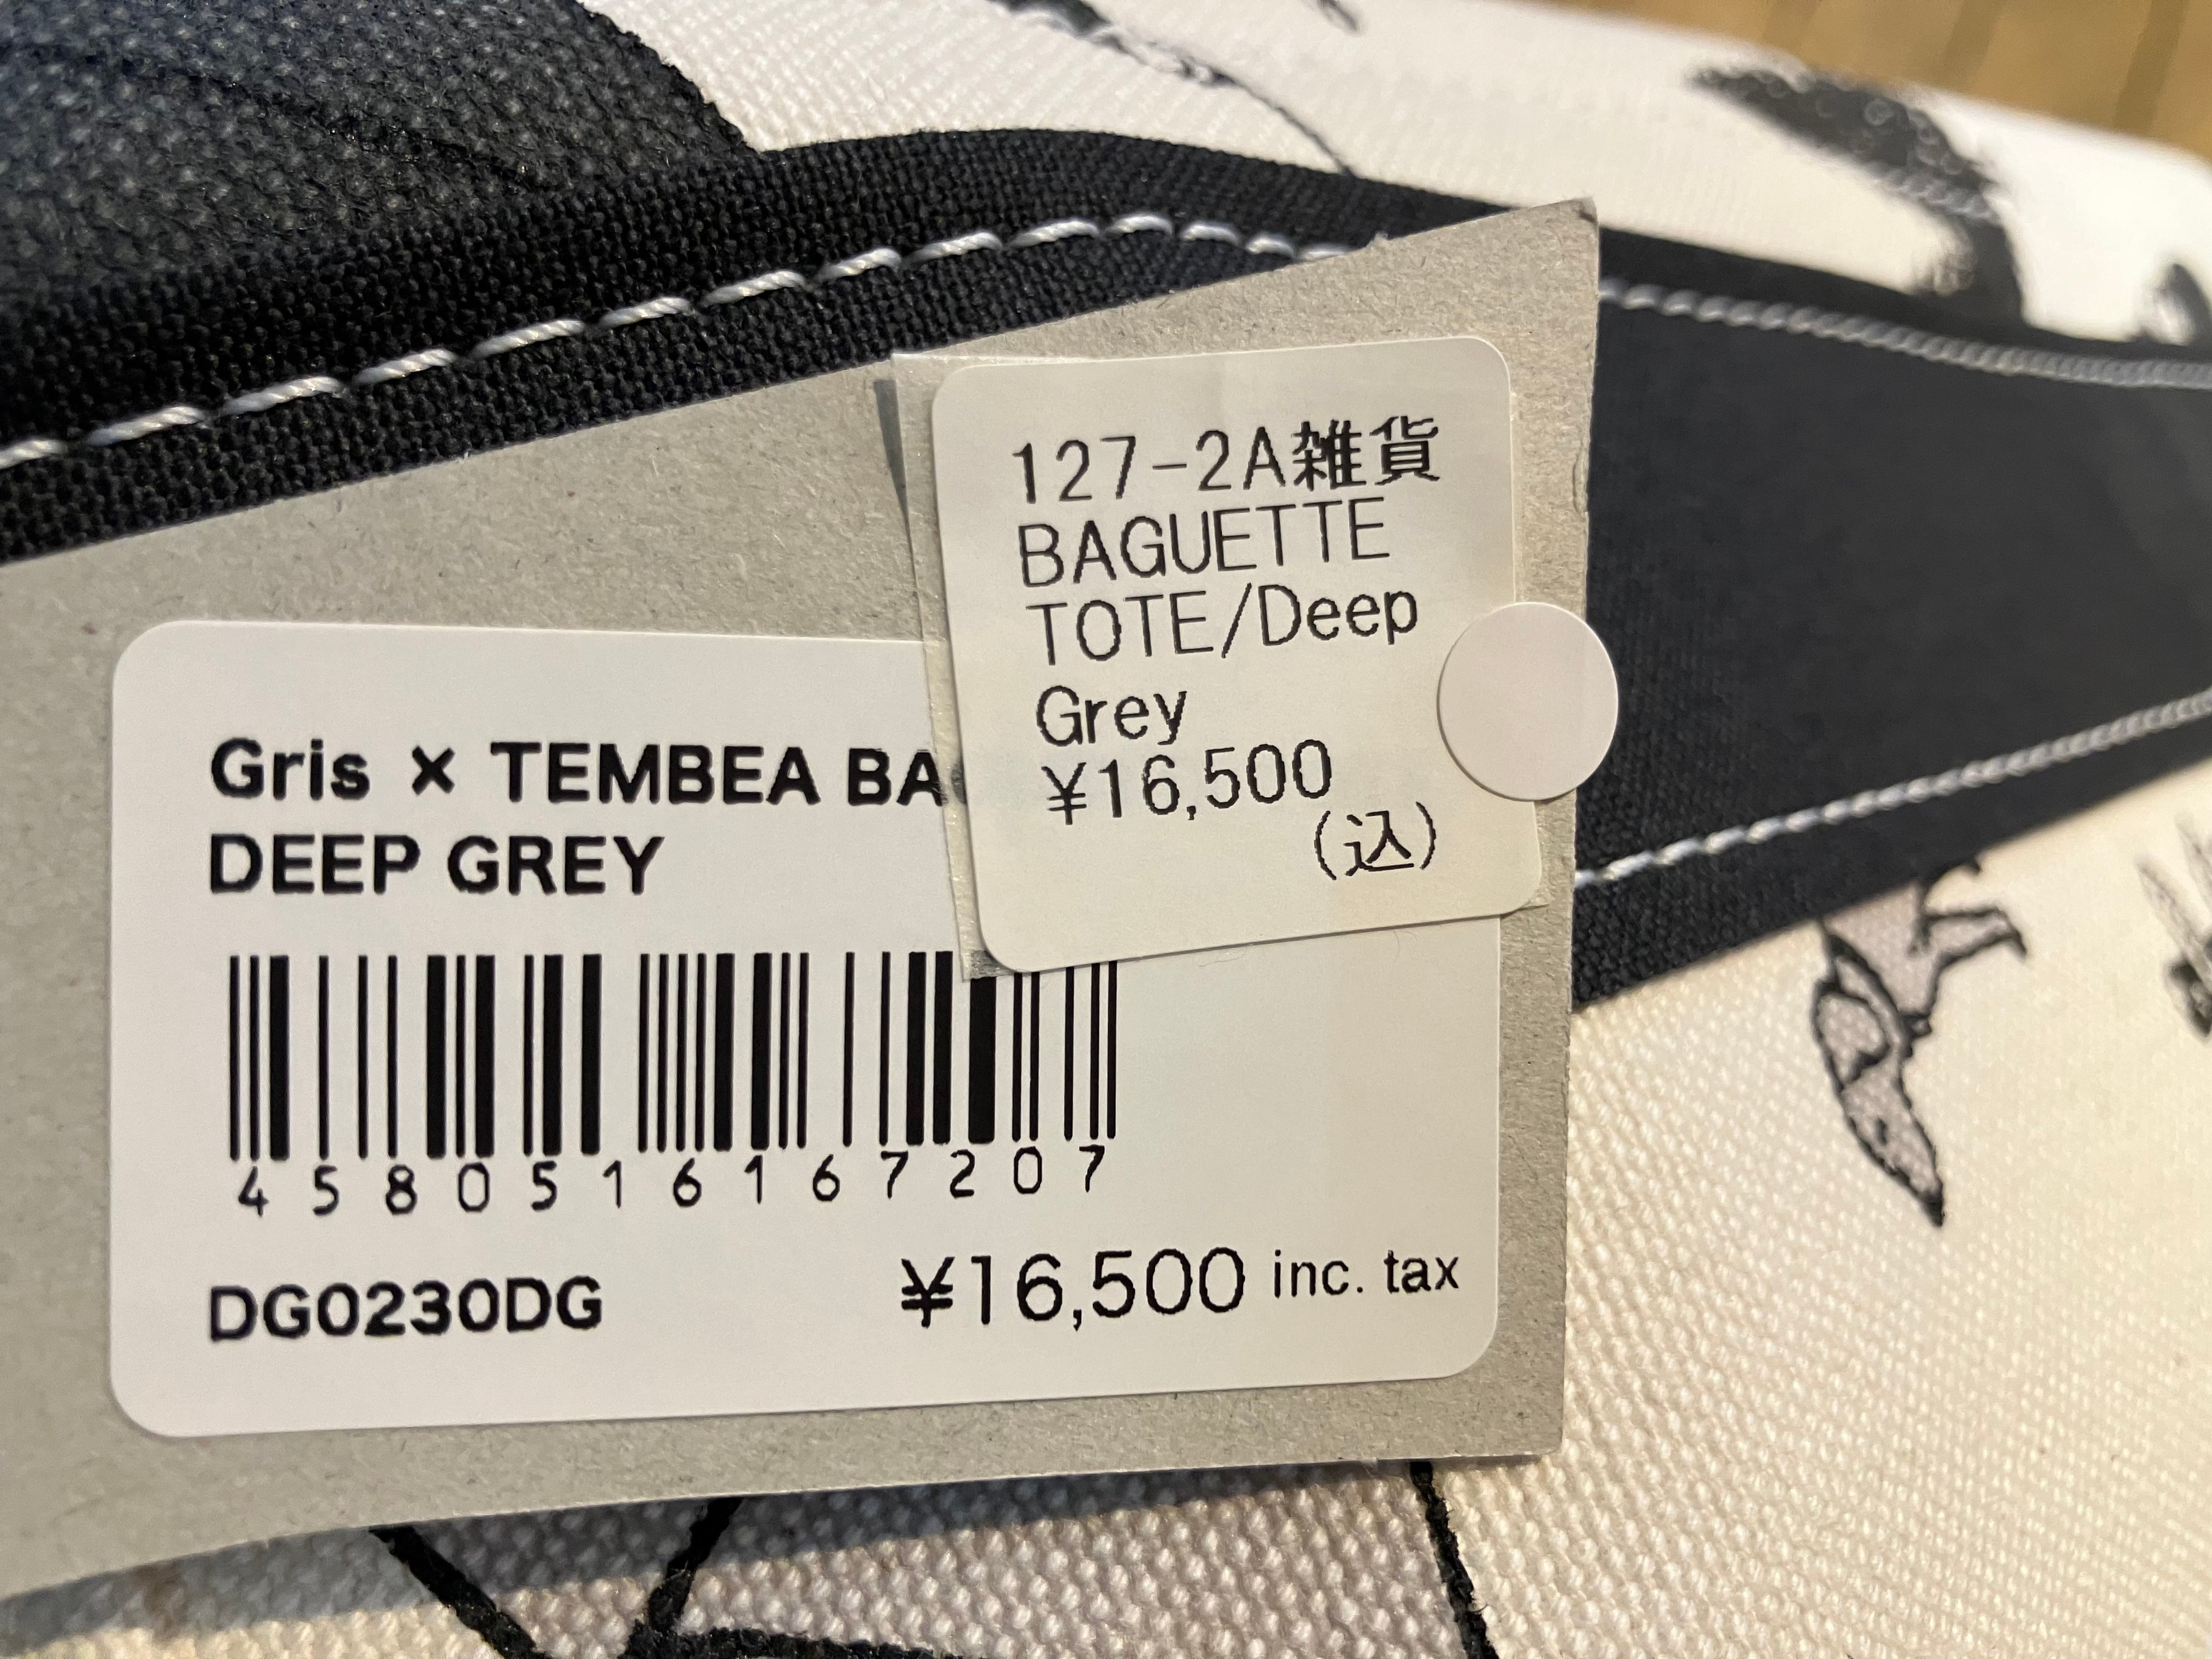 127-2A雑貨
BAGUETTE
TOTE/Deep
Grey
¥16,500
(込)
Gris × TEMBEA BA
DEEP GREY
4580516167207
DG0230DG
¥16,500 inc. tax